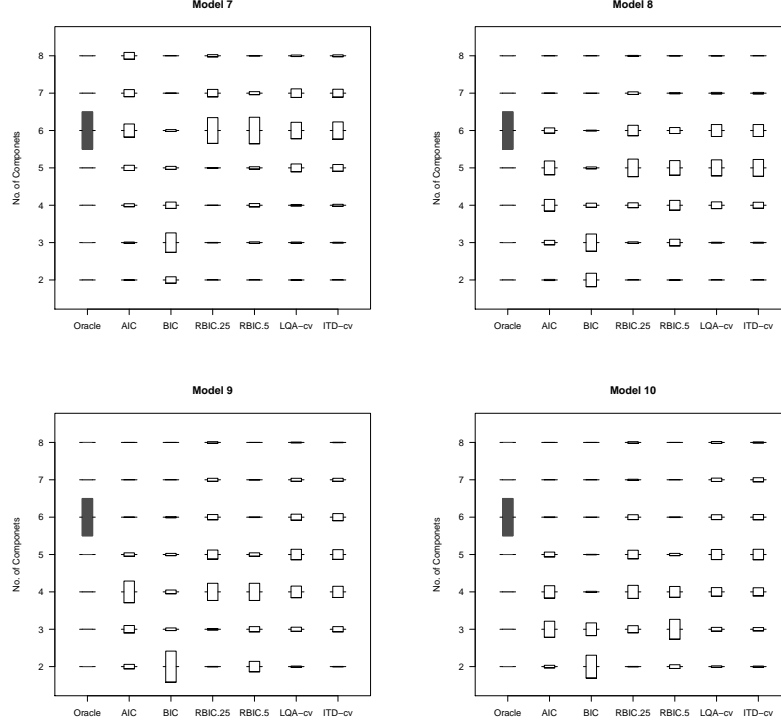 Model 7
8
7
6
5
4
3
2
No. of Componets
Oracle AIC BIC RBIC.25 RBIC.5 LQA−cv ITD−cv
Model 8
8
7
6
5
4
3
2
No. of Componets
Oracle AIC BIC RBIC.25 RBIC.5 LQA−cv ITD−cv
Model 9
8
7
6
5
4
3
2
No. of Componets
Oracle AIC BIC RBIC.25 RBIC.5 LQA−cv ITD−cv
Model 10
8
7
6
5
4
3
2
No. of Componets
Oracle AIC BIC RBIC.25 RBIC.5 LQA−cv ITD−cv